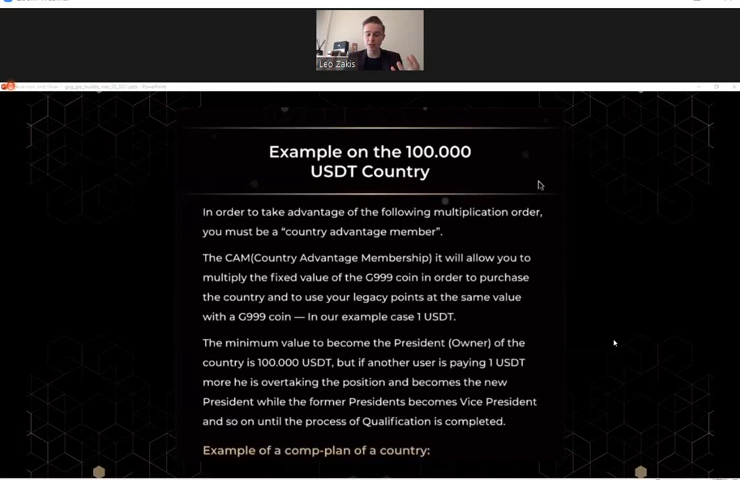 Leo Zakis
Example on the 100.000
USDT Country
In order to take advantage of the following multiplication order,
you must be a “country advantage member”.
The CAM(Country Advantage Membership) it will allow you to
multiply the fixed value of the G999 coin in order to purchase
the country and to use your legacy points at the same value
with a G999 coin — In our example case 1 USDT.
The minimum value to become the President (Owner) of the
country is 100.000 USDT, but if another user is paying 1 USDT
more he is overtaking the position and becomes the new
President while the former Presidents becomes Vice President
and so on until the process of Qualification is completed.
Example of a comp-plan of a country: